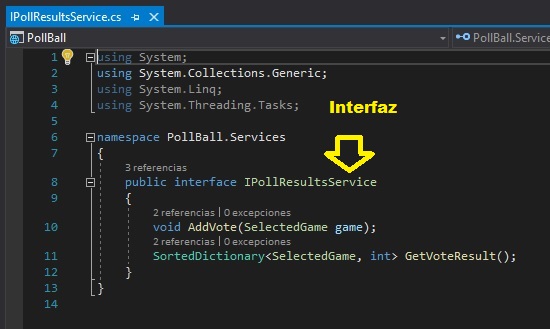 IPollResultsService.cs
PollBall
PollBall.Service
1 using System;
2 using System.Collections.Generic;
3 using System.Linq;
4 using System.Threading.Tasks;
Interfaz
5
6 namespace PollBall.Services
7 {
3 referencias
8 public interface IPollResultsService
9 {
2 referencias | 0 excepciones
10 void AddVote(SelectedGame game);
2 referencias | 0 excepciones
11 SortedDictionary<SelectedGame, int> GetVoteResult();
12 }
13 }
14